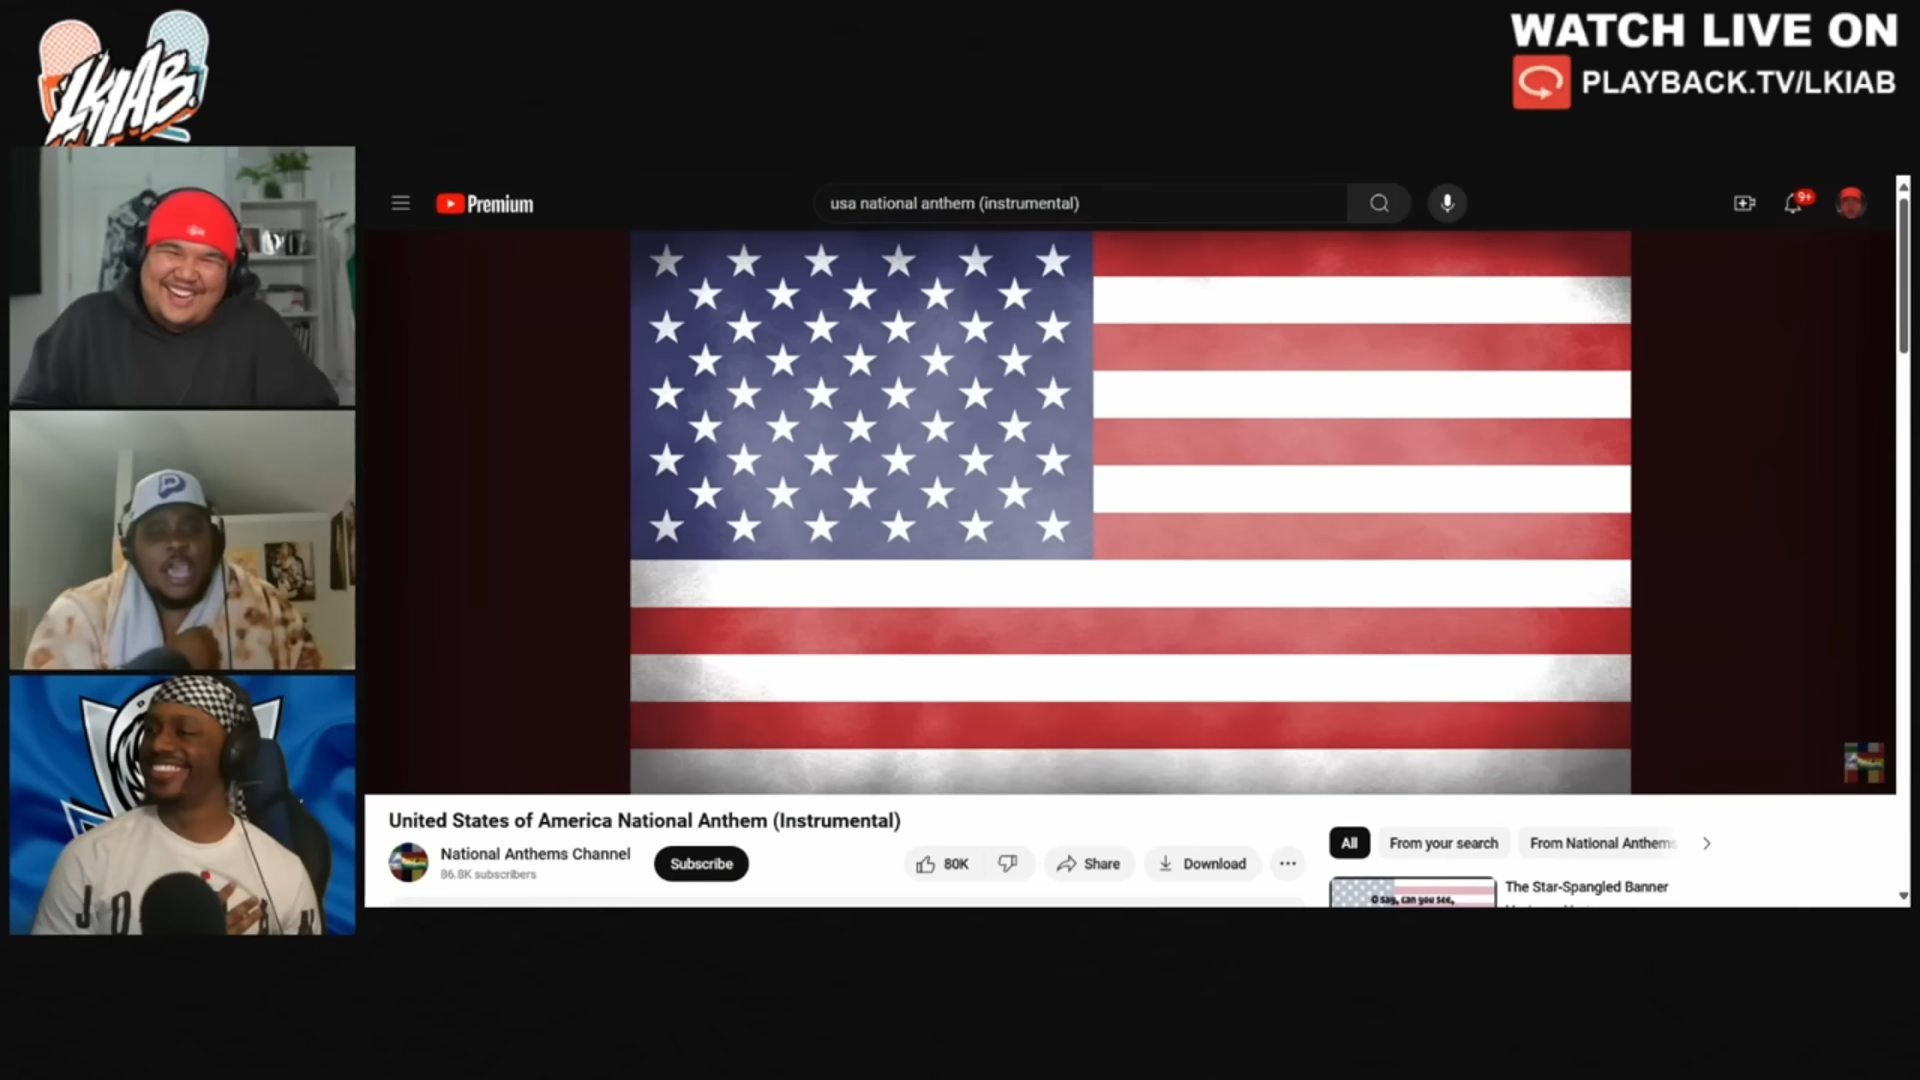 LKIAB
WATCH LIVE ON
PLAYBACK.TV/LKIAB
Premium
usa national anthem (instrumental)
9+
United States of America National Anthem (Instrumental)
National Anthems Channel
86.8K subscribers
Subscribe
80K
Share
Download
All
From your search
From National Anthems
The Star-Spangled Banner
O say, can you see,
P
JO